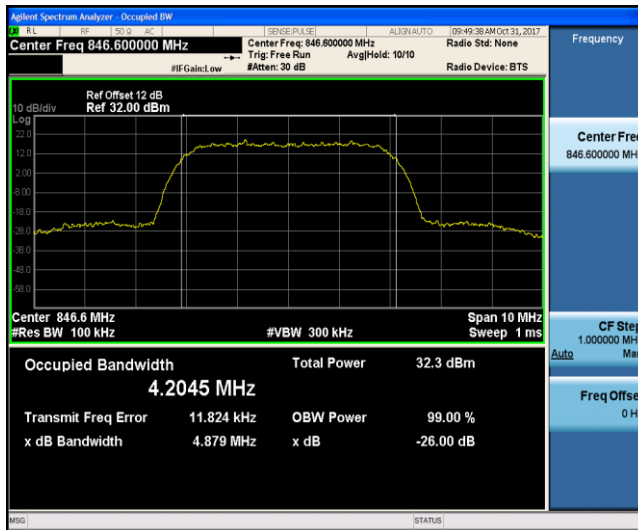 Agilent Spectrum Analyzer - Occupied BW
RL RF 50 Ω AC SENSE:PULSE ALIGN AUTO 09:49:38 AM Oct 31, 2017
Center Freq 846.600000 MHz
Center Freq: 846.600000 MHz
Radio Std: None
Trig: Free Run Avg|Hold: 10/10
#IFGain:Low
#Atten: 30 dB
Radio Device: BTS
Ref Offset 12 dB
10 dB/div Ref 32.00 dBm
Log
22.0
12.0
2.00
-8.00
-18.0
-28.0
-38.0
-48.0
-58.0
Center 846.6 MHz
Span 10 MHz
#Res BW 100 kHz
#VBW 300 kHz
Sweep 1 ms
Occupied Bandwidth
Total Power 32.3 dBm
4.2045 MHz
Transmit Freq Error 11.824 kHz
OBW Power 99.00 %
x dB Bandwidth 4.879 MHz
x dB -26.00 dB
MSG
STATUS
Frequency
Center Fre
846.600000 MH
CF Step
1.000000 MH
Auto Ma
Freq Offse
0 H